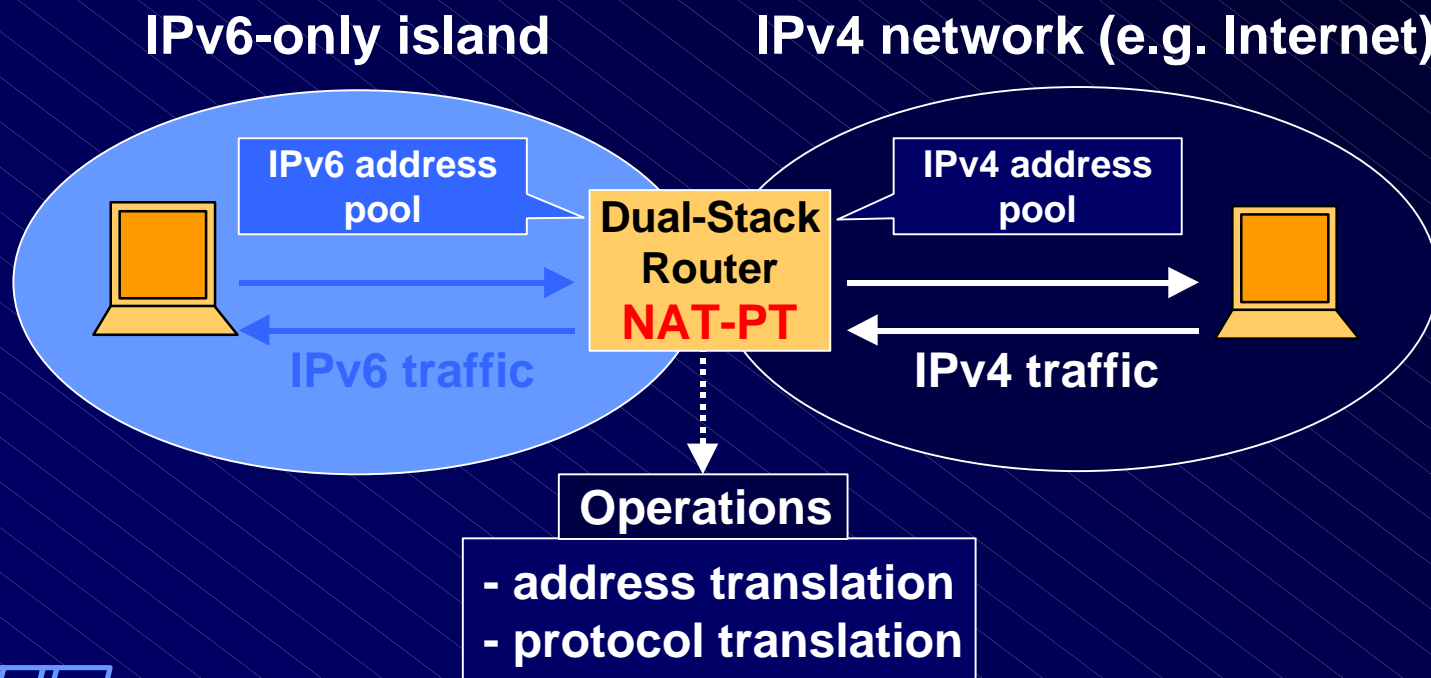 IPv6-only island
IPv4 network (e.g. Internet)
IPv6 address
pool
IPv4 address
pool
Dual-Stack
Router
NAT-PT
IPv6 traffic
IPv4 traffic
Operations
- address translation
- protocol translation